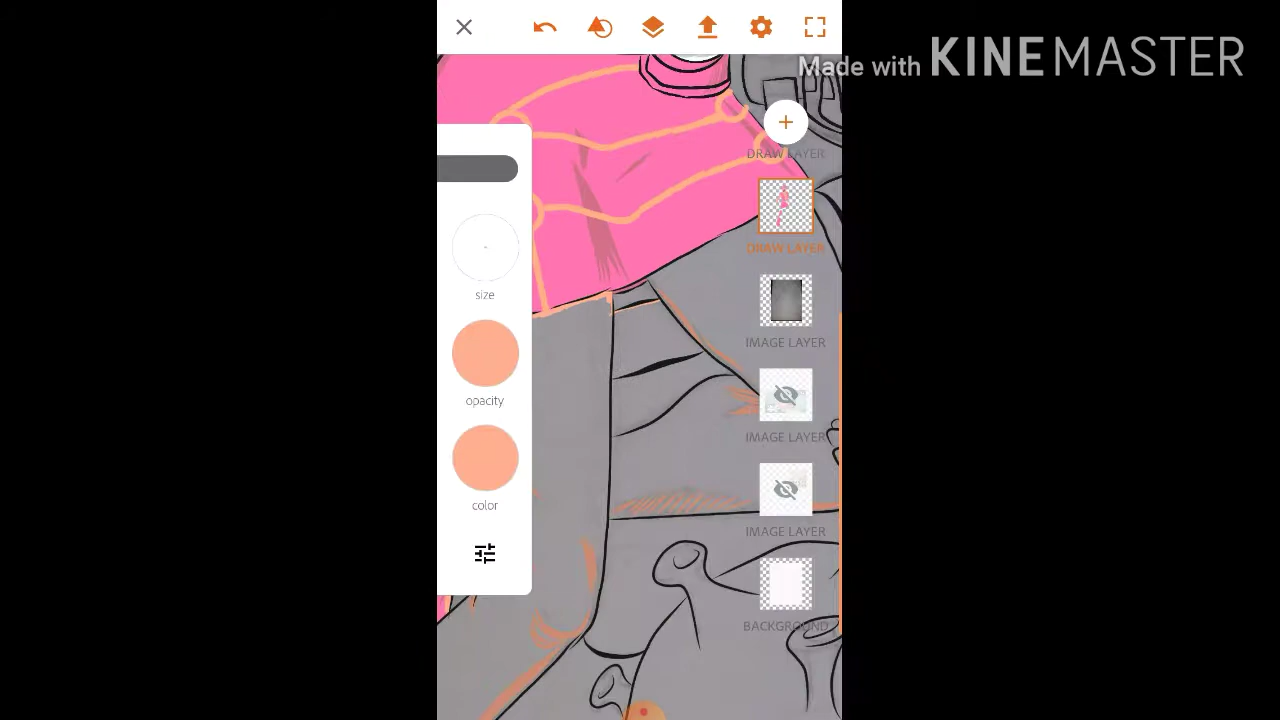 Made with KINEMASTER
DRAW LAYER
DRAW LAYER
size
IMAGE LAYER
opacity
IMAGE LAYER
color
IMAGE LAYER
BACKGROUND